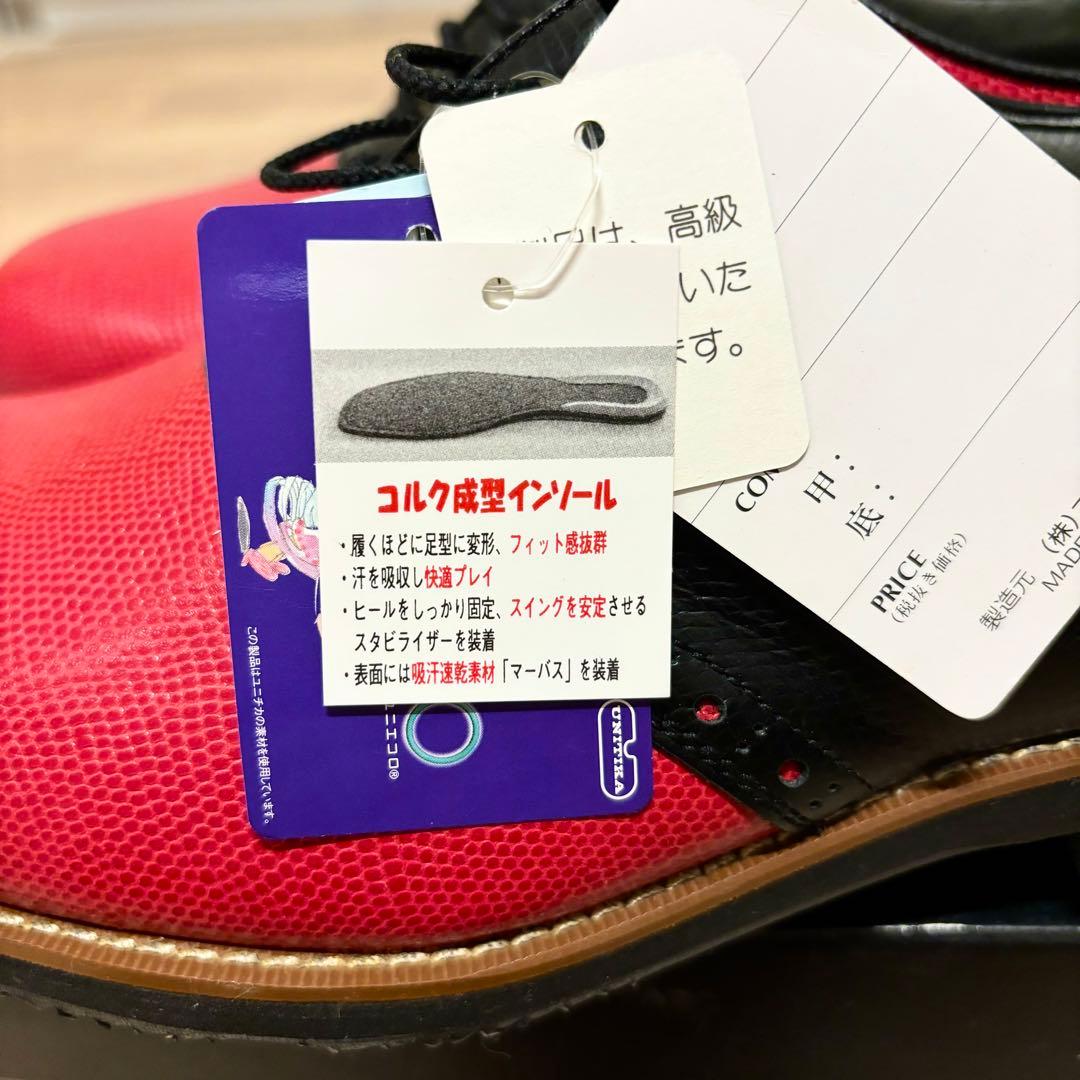 は、高級
いた
ます。
コルク成型インソール
・履くほどに足型に変形、フィット感抜群
・汗を吸収し快適プレイ
・ヒールをしっかり固定、スイングを安定させる
スタビライザーを装着
・表面には吸汗速乾素材「マーバス」を装着
この製品はユニチカの素材を使用しています。
ユニエコロ®
UNITIKA
甲:
底:
PRICE
(税抜き価格)
製造元 (株)